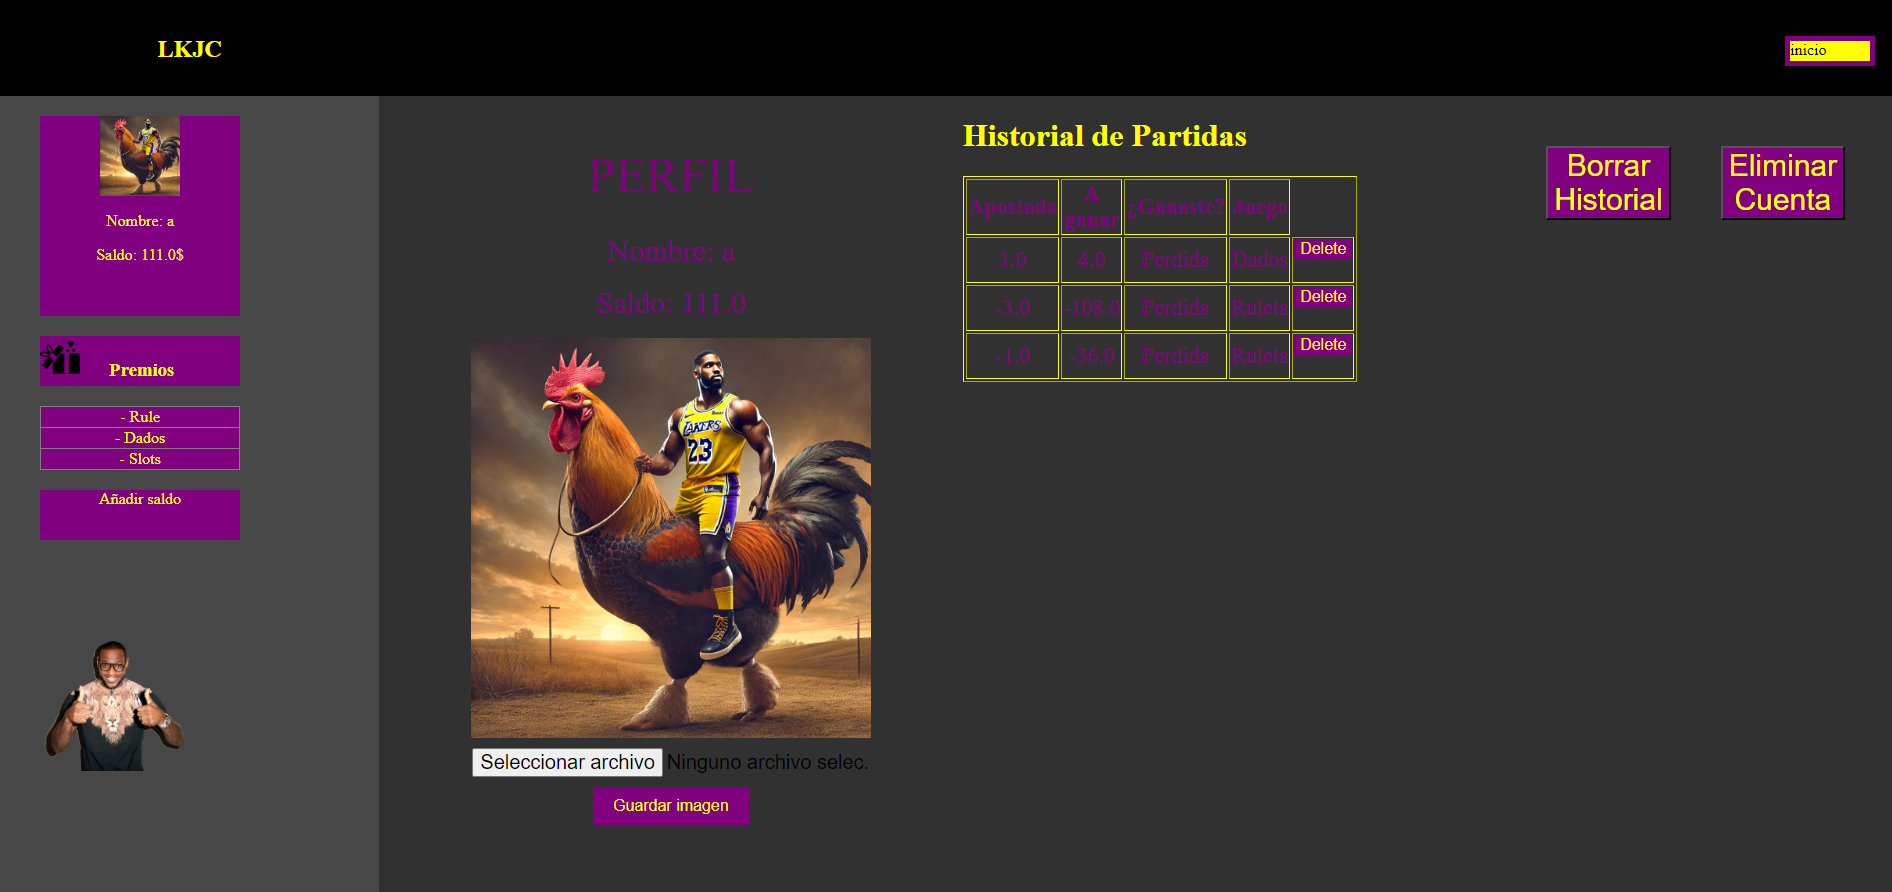 LKJC
inicio
Nombre: a
Saldo: 111.0$
Premios
- Rule
- Dados
- Slots
Añadir saldo
PERFIL
Nombre: a
Saldo: 111.0
LAKERS
23
Seleccionar archivo Ninguno archivo selec.
Guardar imagen
Historial de Partidas
Apostado A ganar ¿Ganaste? Juego
1.0 4.0 Perdida Dados Delete
-3.0 -108.0 Perdida Ruleta Delete
-1.0 -36.0 Perdida Ruleta Delete
Borrar
Historial
Eliminar
Cuenta